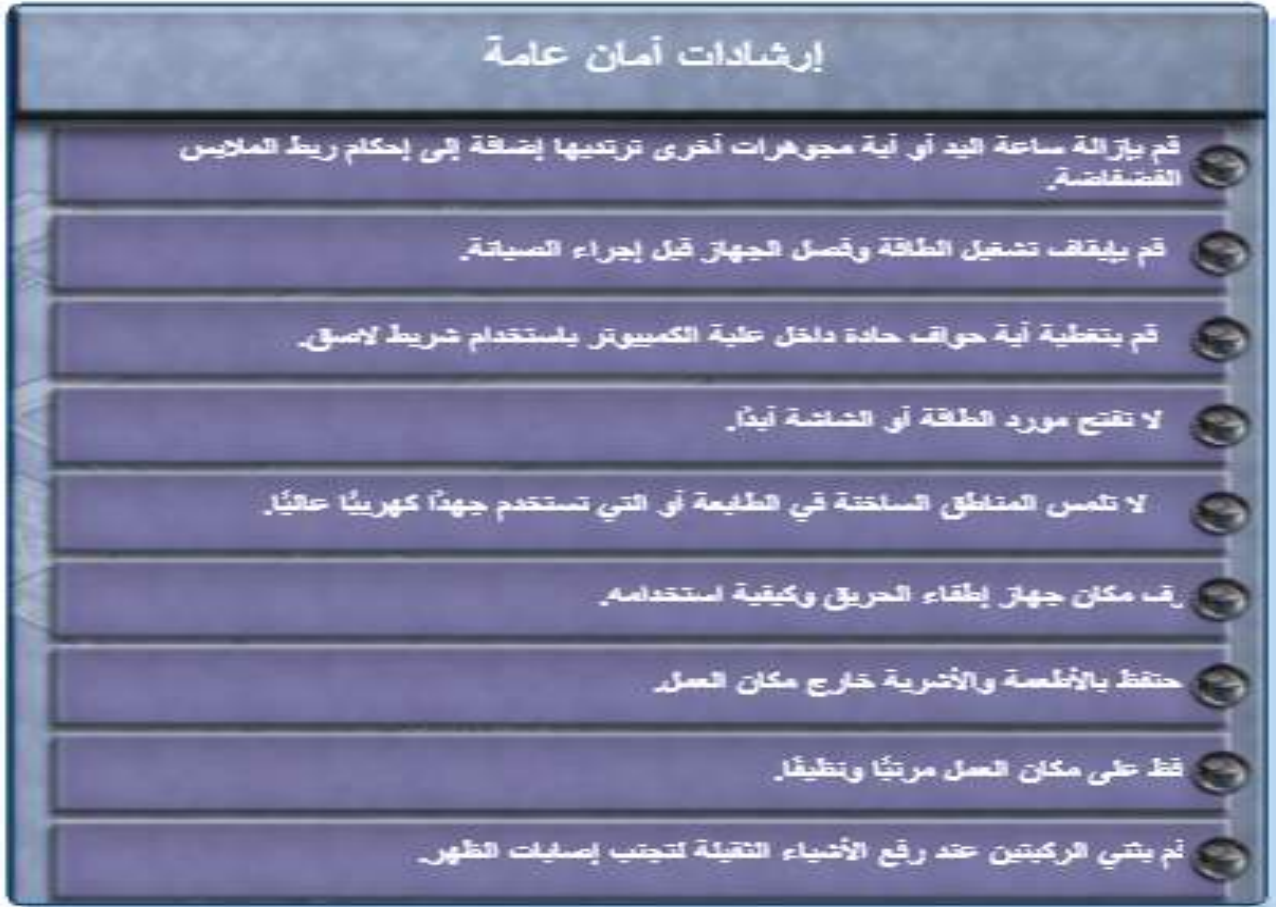 إرشادات أمان عامة
قم بإزالة ساعة اليد أو أية مجوهرات أخرى ترتديها إضافة إلى إحكام ربط الملابس
الفضفاضة.
قم بإيقاف تشغيل الطاقة وفصل الجهاز قبل إجراء الصيانة.
قم بتغطية أية حواف حادة داخل علبة الكمبيوتر باستخدام شريط لاصق.
لا تفتح مورد الطاقة أو الشاشة أبدًا.
لا تلمس المناطق الساخنة في الطابعة أو التي تستخدم جهدًا كهربيًا عاليًا.
رف مكان جهاز إطفاء الحريق وكيفية استخدامه.
حتفظ بالأطعمة والأشربة خارج مكان العمل.
فظ على مكان العمل مرتبًا ونظيفًا.
قم بثني الركبتين عند رفع الأشياء الثقيلة لتجنب إصابات الظهر.